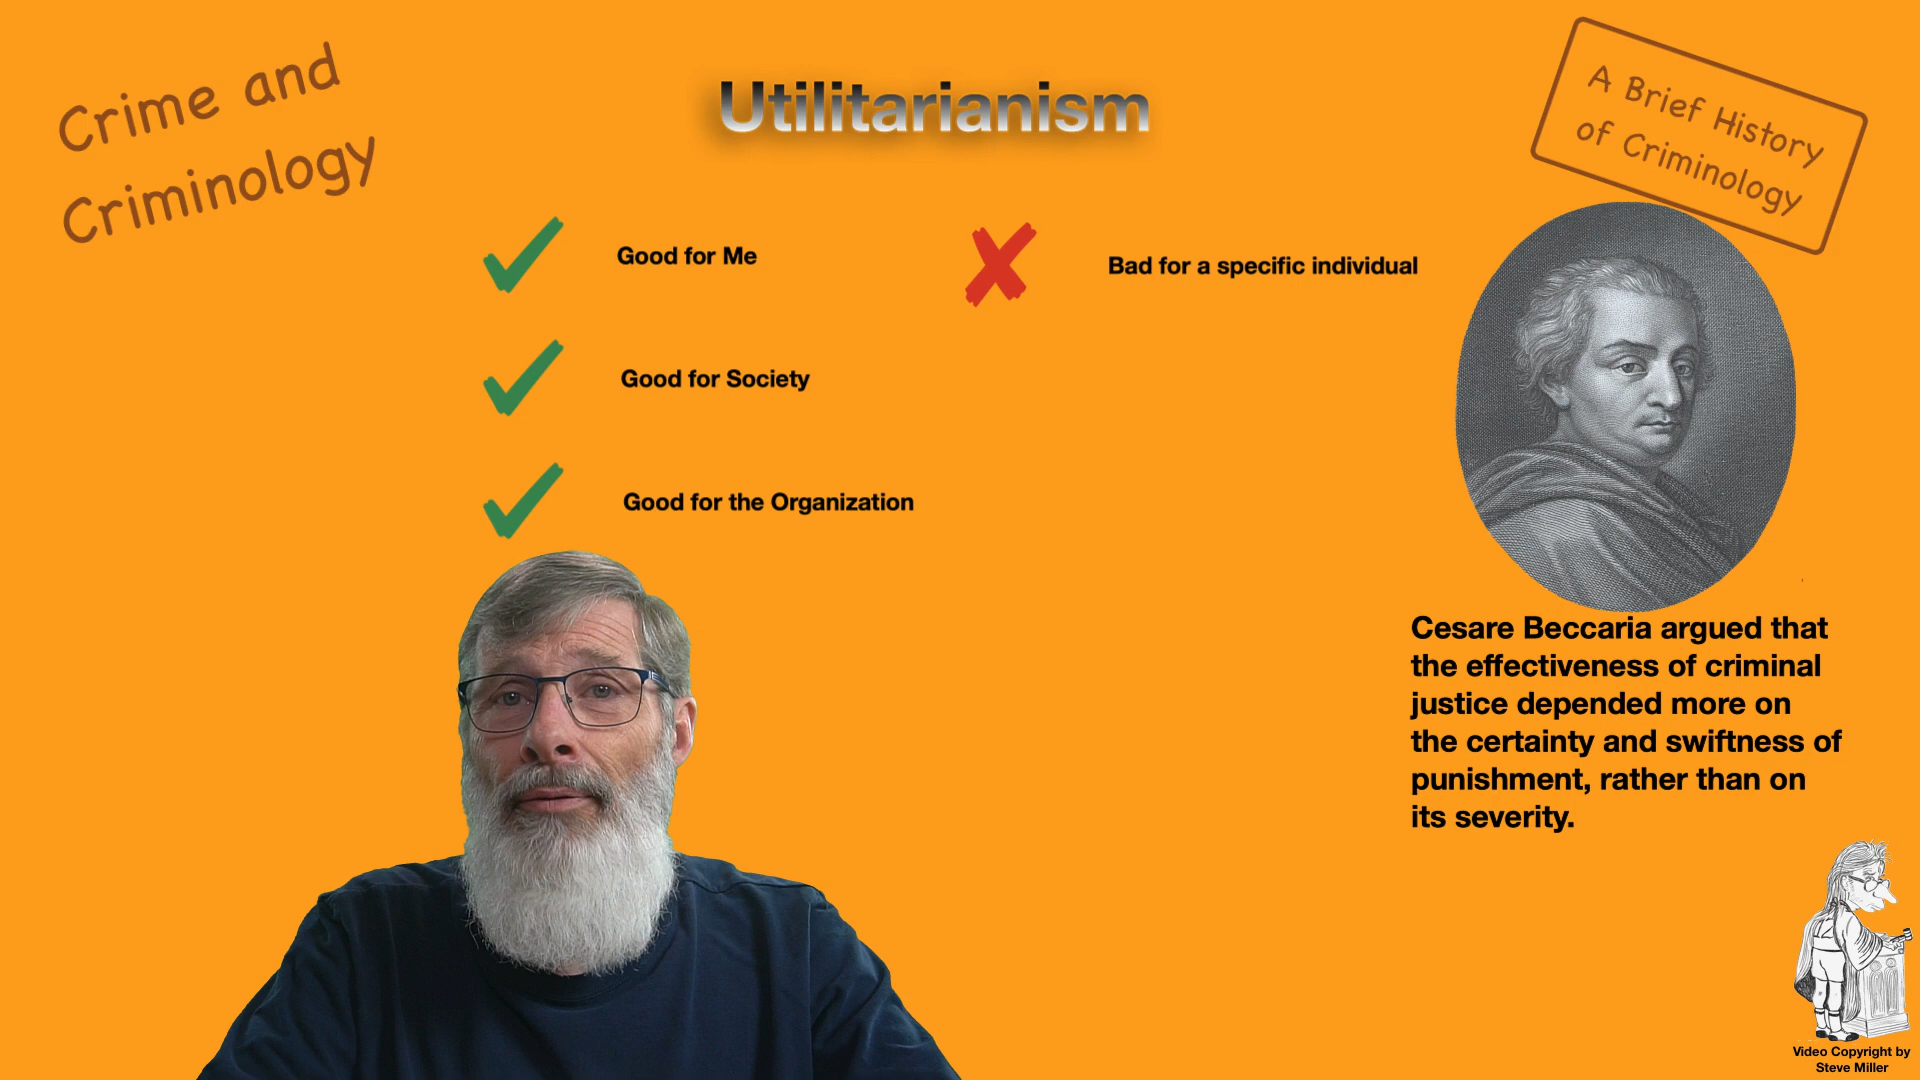 Crime and
Criminology
Utilitarianism
A Brief History
of Criminology
Good for Me
Bad for a specific individual
Good for Society
Good for the Organization
Cesare Beccaria argued that
the effectiveness of criminal
justice depended more on
the certainty and swiftness of
punishment, rather than on
its severity.
Video Copyright by
Steve Miller